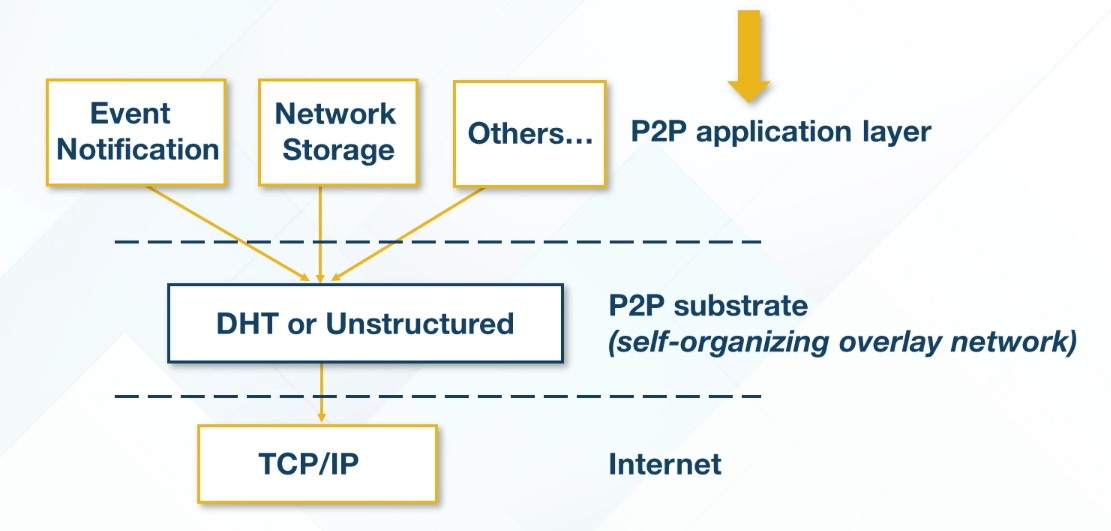 Event
Notification
Network
Storage
Others...
P2P application layer
DHT or Unstructured
P2P substrate
(self-organizing overlay network)
TCP/IP
Internet